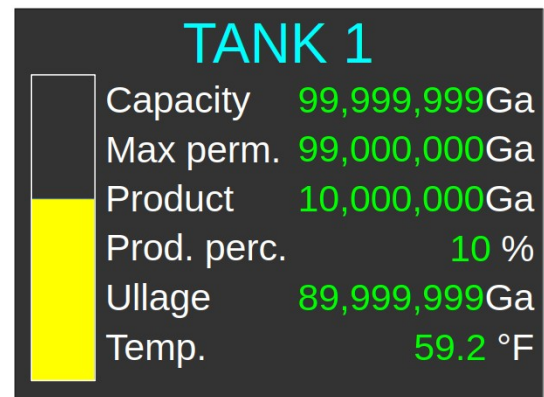 TANK 1
Capacity 99,999,999Ga
Max perm. 99,000,000Ga
Product 10,000,000Ga
Prod. perc. 10 %
Ullage 89,999,999Ga
Temp. 59.2 °F